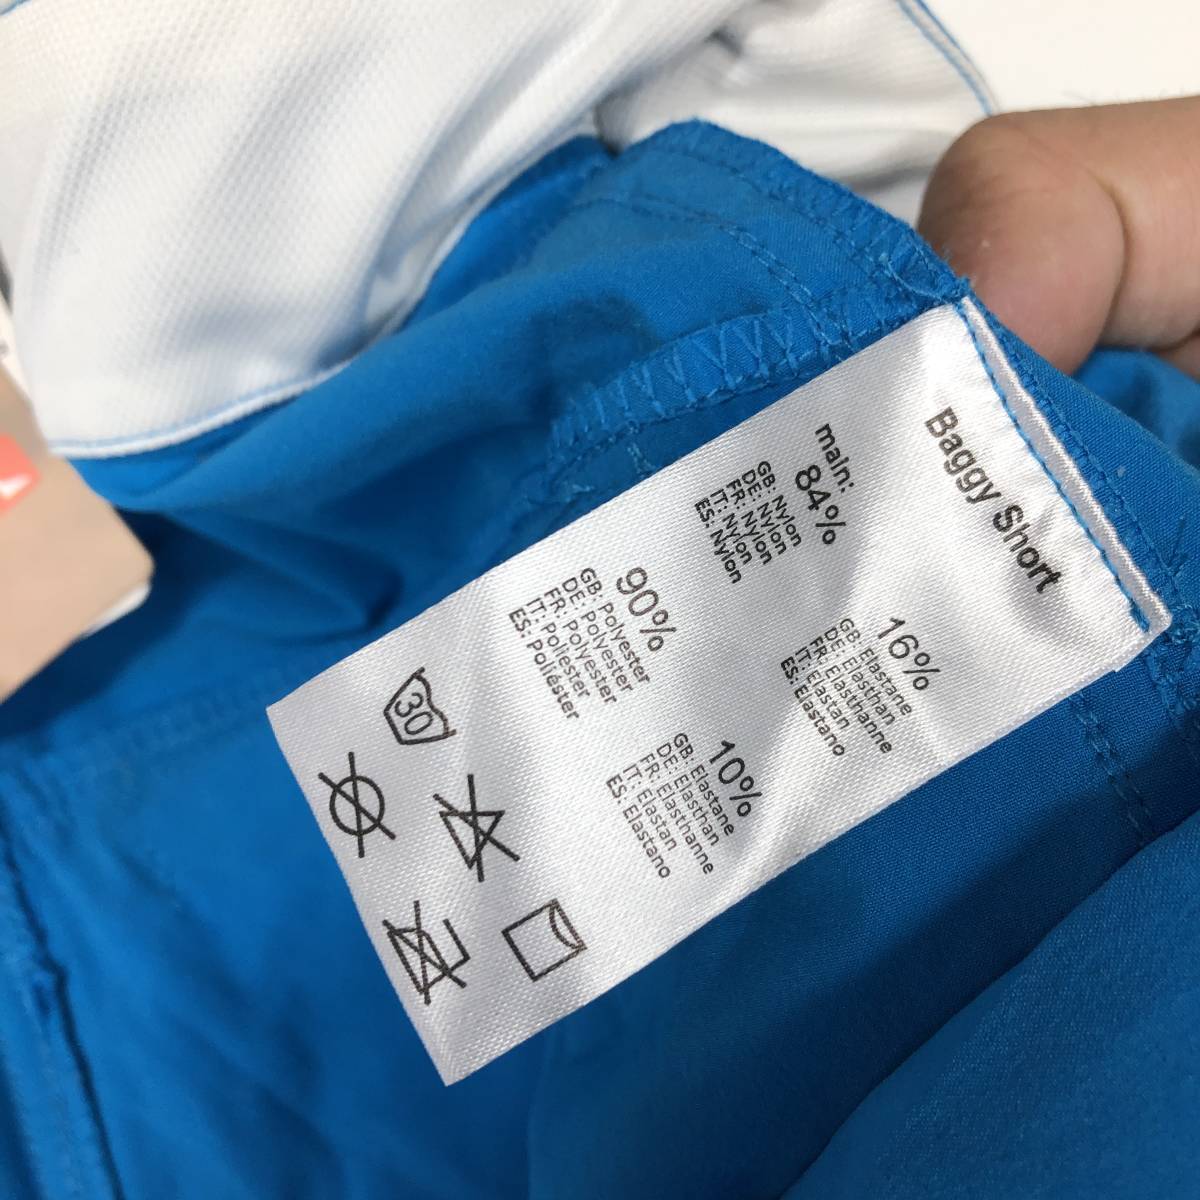 Baggy Short
main:
84%
GB: Nylon
DE: Nylon
FR: Nylon
IT: Nylon
ES: Nylon
16%
GB: Elastane
DE: Elasthan
FR: Elasthanne
IT: Elastan
ES: Elastano
90%
GB: Polyester
DE: Polyester
FR: Polyester
IT: Poliester
ES: Poliéster
10%
GB: Elastane
DE: Elasthan
FR: Elasthanne
IT: Elastan
ES: Elastano
30